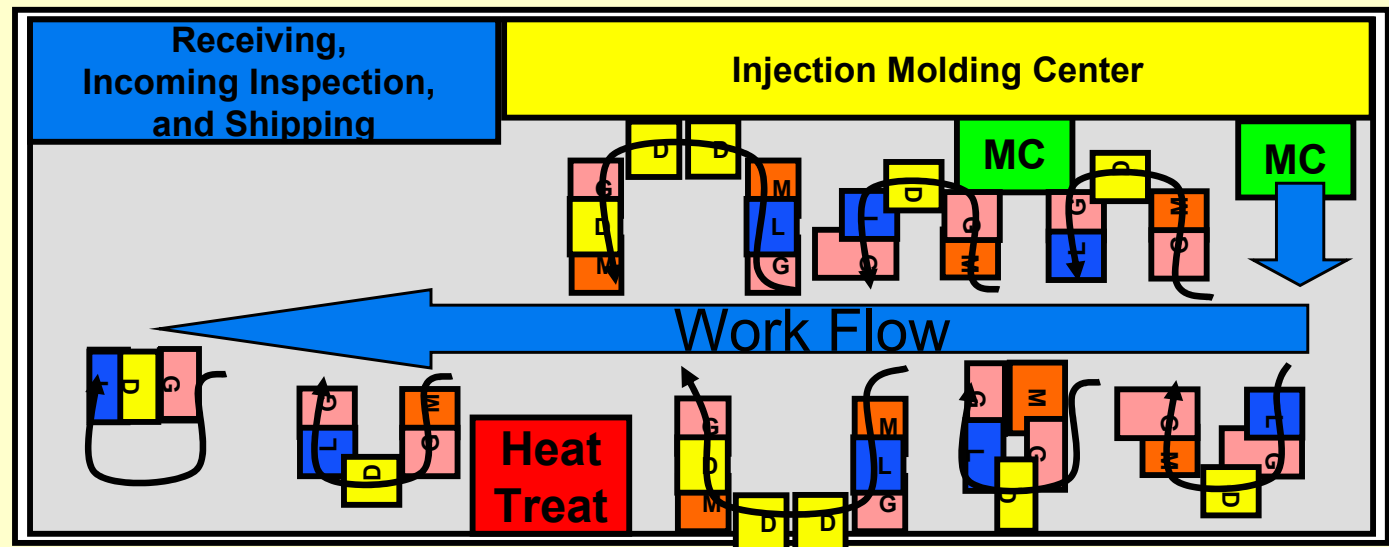 Receiving,
Incoming Inspection,
and Shipping
Injection Molding Center
MC
MC
D
D
G
D
M
M
L
G
D
L
G
G
M
G
L
M
G
Work Flow
L
D
G
G
L
D
M
G
Heat
Treat
G
D
M
D
D
M
L
G
G
L
D
M
G
G
M
D
L
G